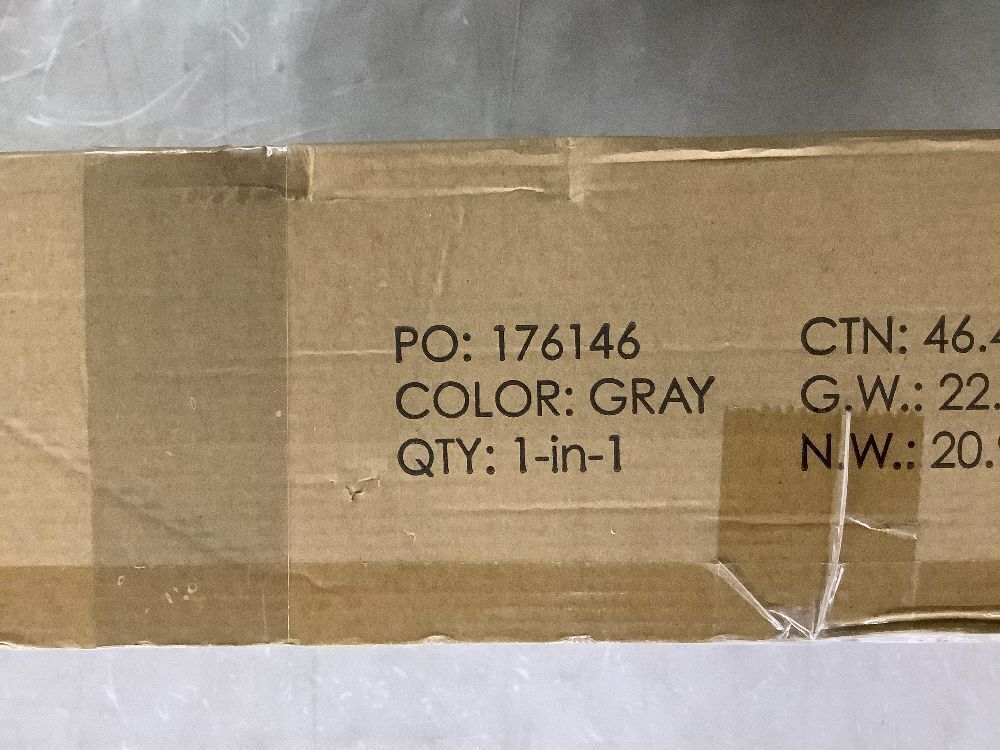 PO: 176146
COLOR: GRAY
QTY: 1-in-1
CTN: 46.4
G.W.: 22.
N.W.: 20.